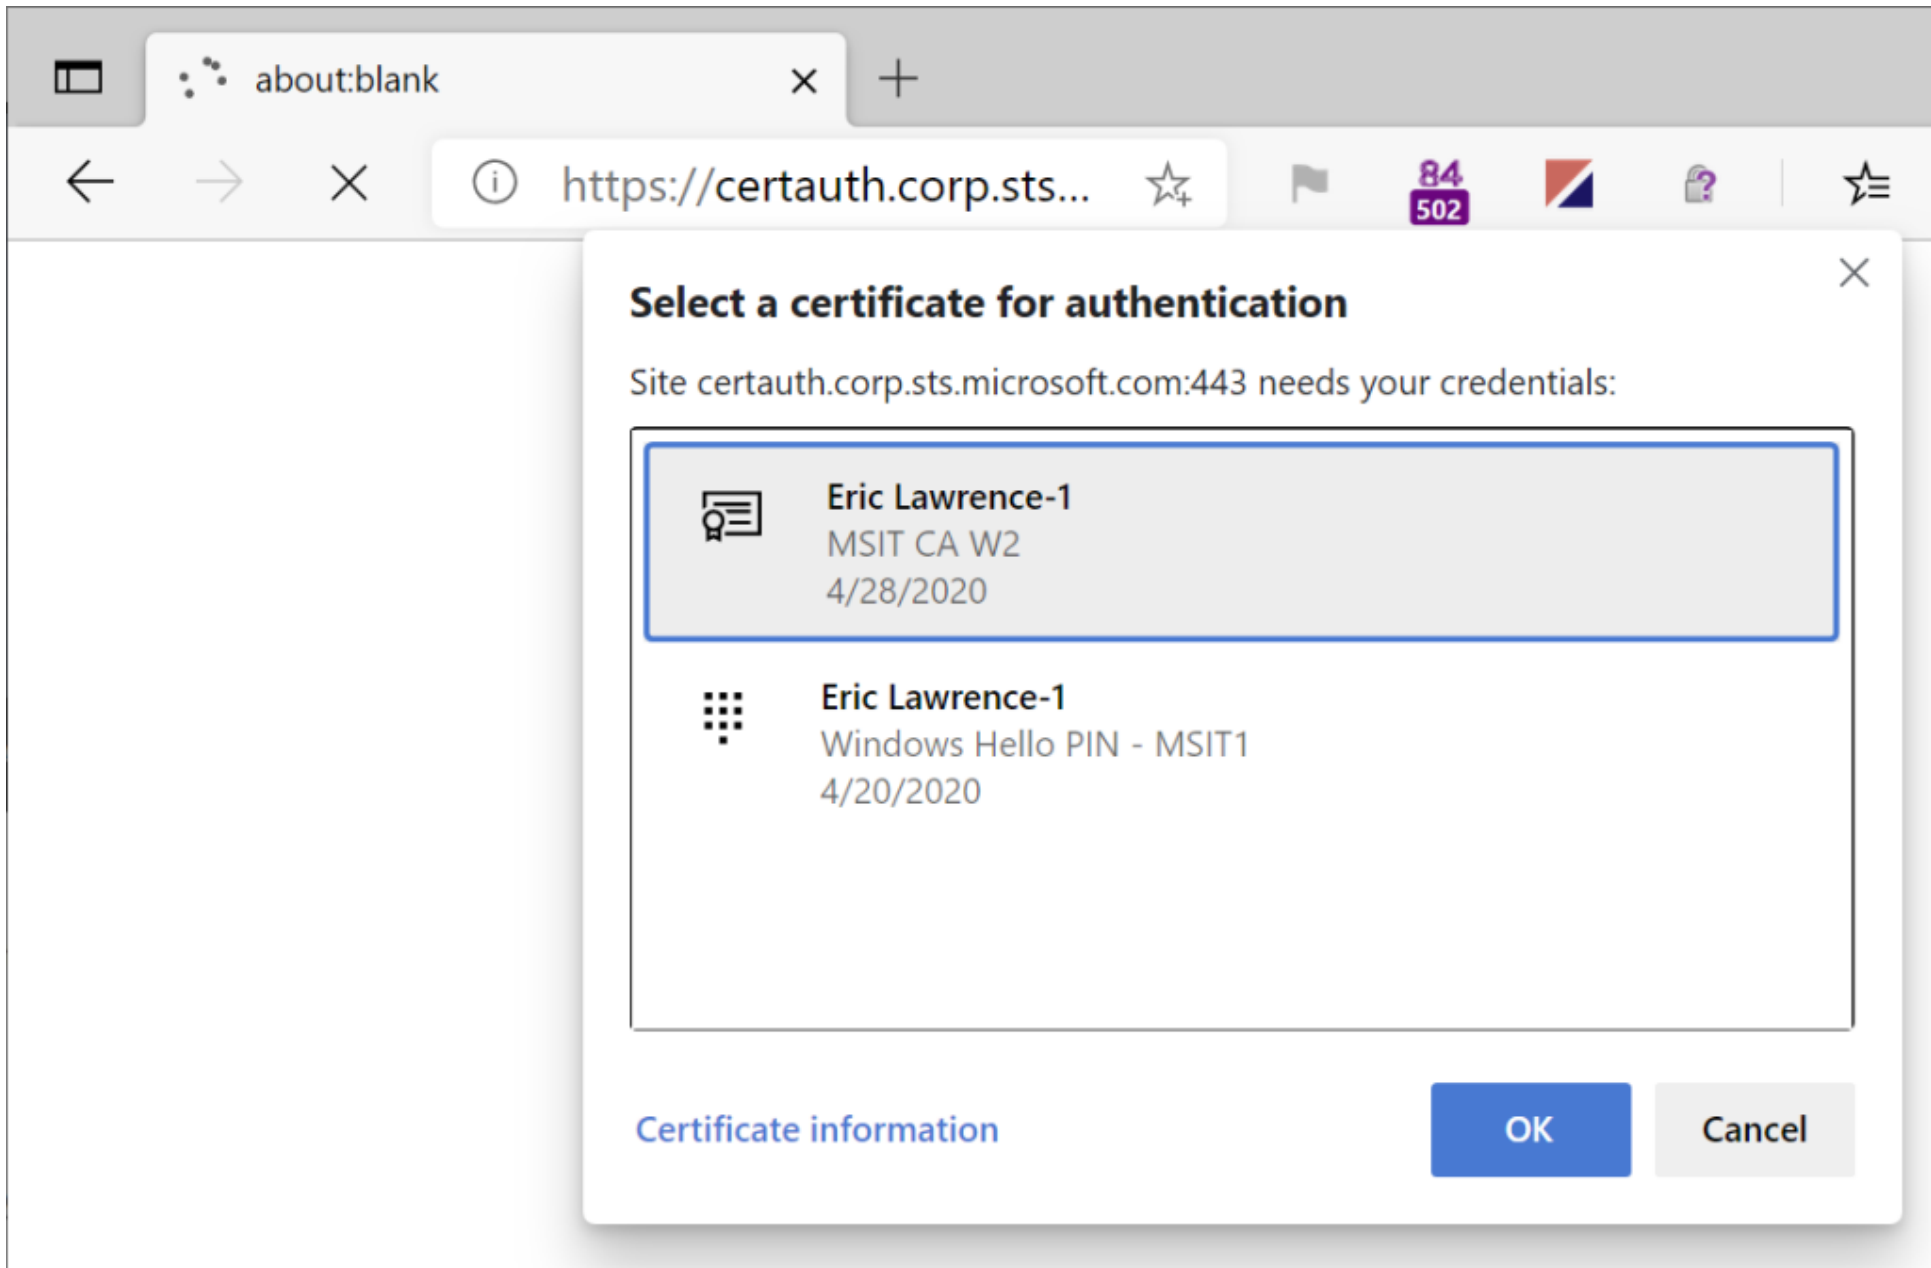 about:blank
https://certauth.corp.sts...
84
502
Select a certificate for authentication
Site certauth.corp.sts.microsoft.com:443 needs your credentials:
Eric Lawrence-1
MSIT CA W2
4/28/2020
Eric Lawrence-1
Windows Hello PIN - MSIT1
4/20/2020
Certificate information
OK
Cancel